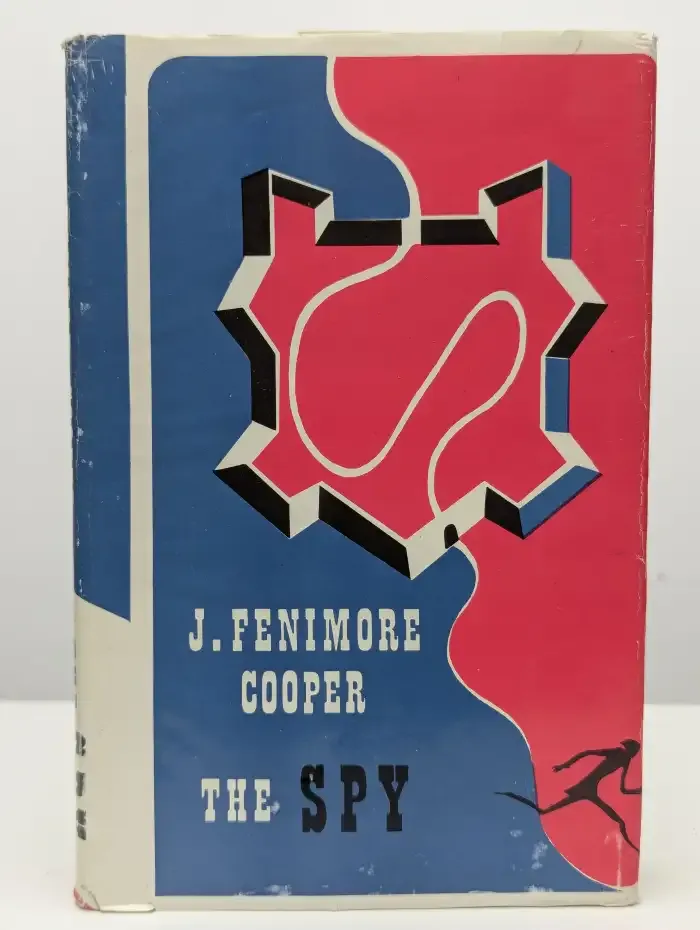 J. FENIMORE
COOPER
THE SPY